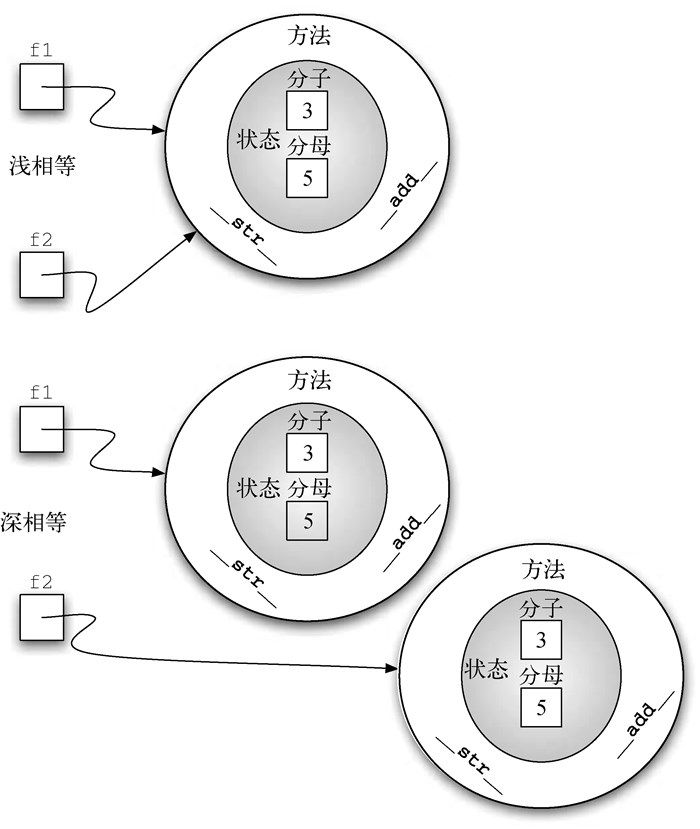 f1
方法
分子
3
状态 分母
5
浅相等
__str__
__add__
f2
f1
方法
分子
3
状态 分母
5
深相等
__str__
__add__
f2
方法
分子
3
状态 分母
5
__str__
__add__